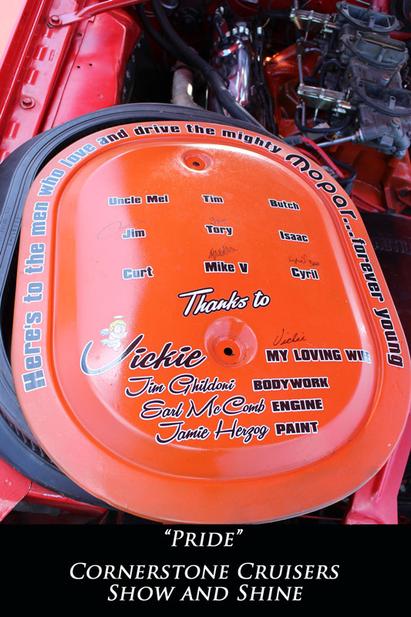 Here's to the men who love and drive the mighty Mopar...forever young
Uncle Mel Tim Butch
Jim Tory Isaac
Curt Mike V Cyril
Thanks to
Vickie MY LOVING WIFE
Vickie
Jim Ghildoni BODYWORK
Earl McComb ENGINE
Jamie Herzog PAINT
"Pride"
Cornerstone Cruisers
Show and Shine